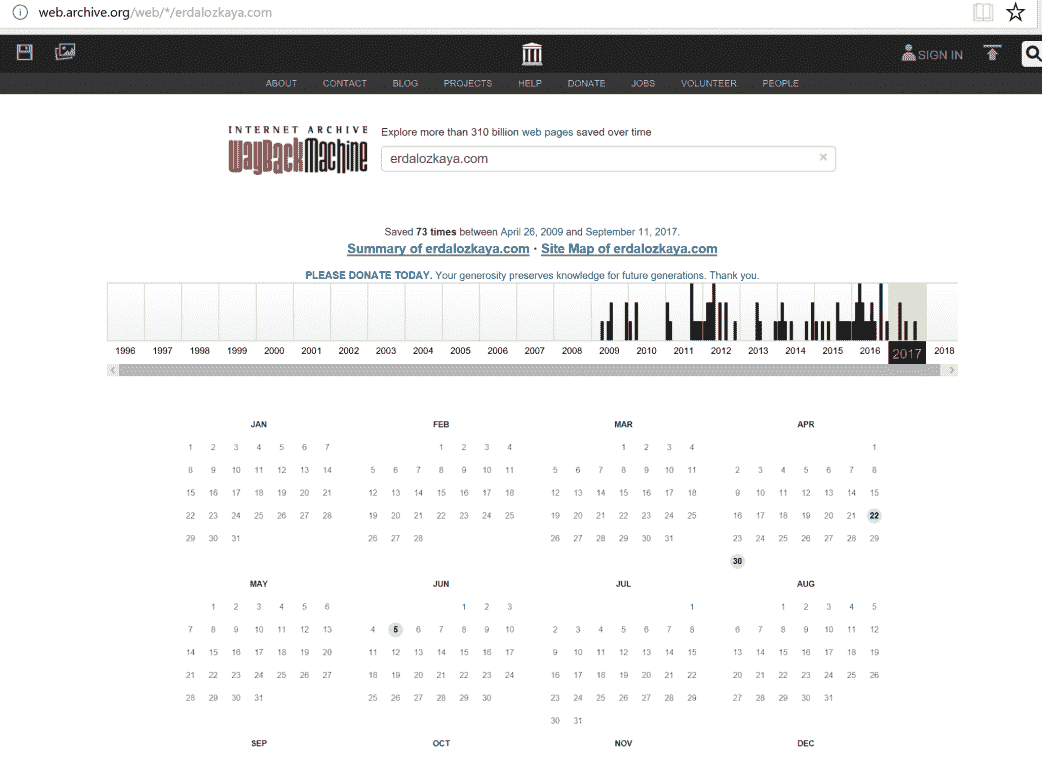 web.archive.org/web/*/erdalozkaya.com
SIGN IN
ABOUT CONTACT BLOG PROJECTS HELP DONATE JOBS VOLUNTEER PEOPLE
INTERNET ARCHIVE
WayBackMachine
Explore more than 310 billion web pages saved over time
erdalozkaya.com ×
Saved 73 times between April 26, 2009 and September 11, 2017.
Summary of erdalozkaya.com · Site Map of erdalozkaya.com
PLEASE DONATE TODAY. Your generosity preserves knowledge for future generations. Thank you.
1996 1997 1998 1999 2000 2001 2002 2003 2004 2005 2006 2007 2008 2009 2010 2011 2012 2013 2014 2015 2016 2017 2018
JAN FEB MAR APR
1 2 3 4 5 6 7 1 2 3 4 1 2 3 4 1
8 9 10 11 12 13 14 5 6 7 8 9 10 11 5 6 7 8 9 10 11 2 3 4 5 6 7 8
15 16 17 18 19 20 21 12 13 14 15 16 17 18 12 13 14 15 16 17 18 9 10 11 12 13 14 15
22 23 24 25 26 27 28 19 20 21 22 23 24 25 19 20 21 22 23 24 25 16 17 18 19 20 21 22
29 30 31 26 27 28 26 27 28 29 30 31 23 24 25 26 27 28 29
30
MAY JUN JUL AUG
1 2 3 4 5 6 1 2 3 1 1 2 3 4 5
7 8 9 10 11 12 13 4 5 6 7 8 9 10 2 3 4 5 6 7 8 6 7 8 9 10 11 12
14 15 16 17 18 19 20 11 12 13 14 15 16 17 9 10 11 12 13 14 15 13 14 15 16 17 18 19
21 22 23 24 25 26 27 18 19 20 21 22 23 24 16 17 18 19 20 21 22 20 21 22 23 24 25 26
28 29 30 31 25 26 27 28 29 30 23 24 25 26 27 28 29 27 28 29 30 31
30 31
SEP OCT NOV DEC